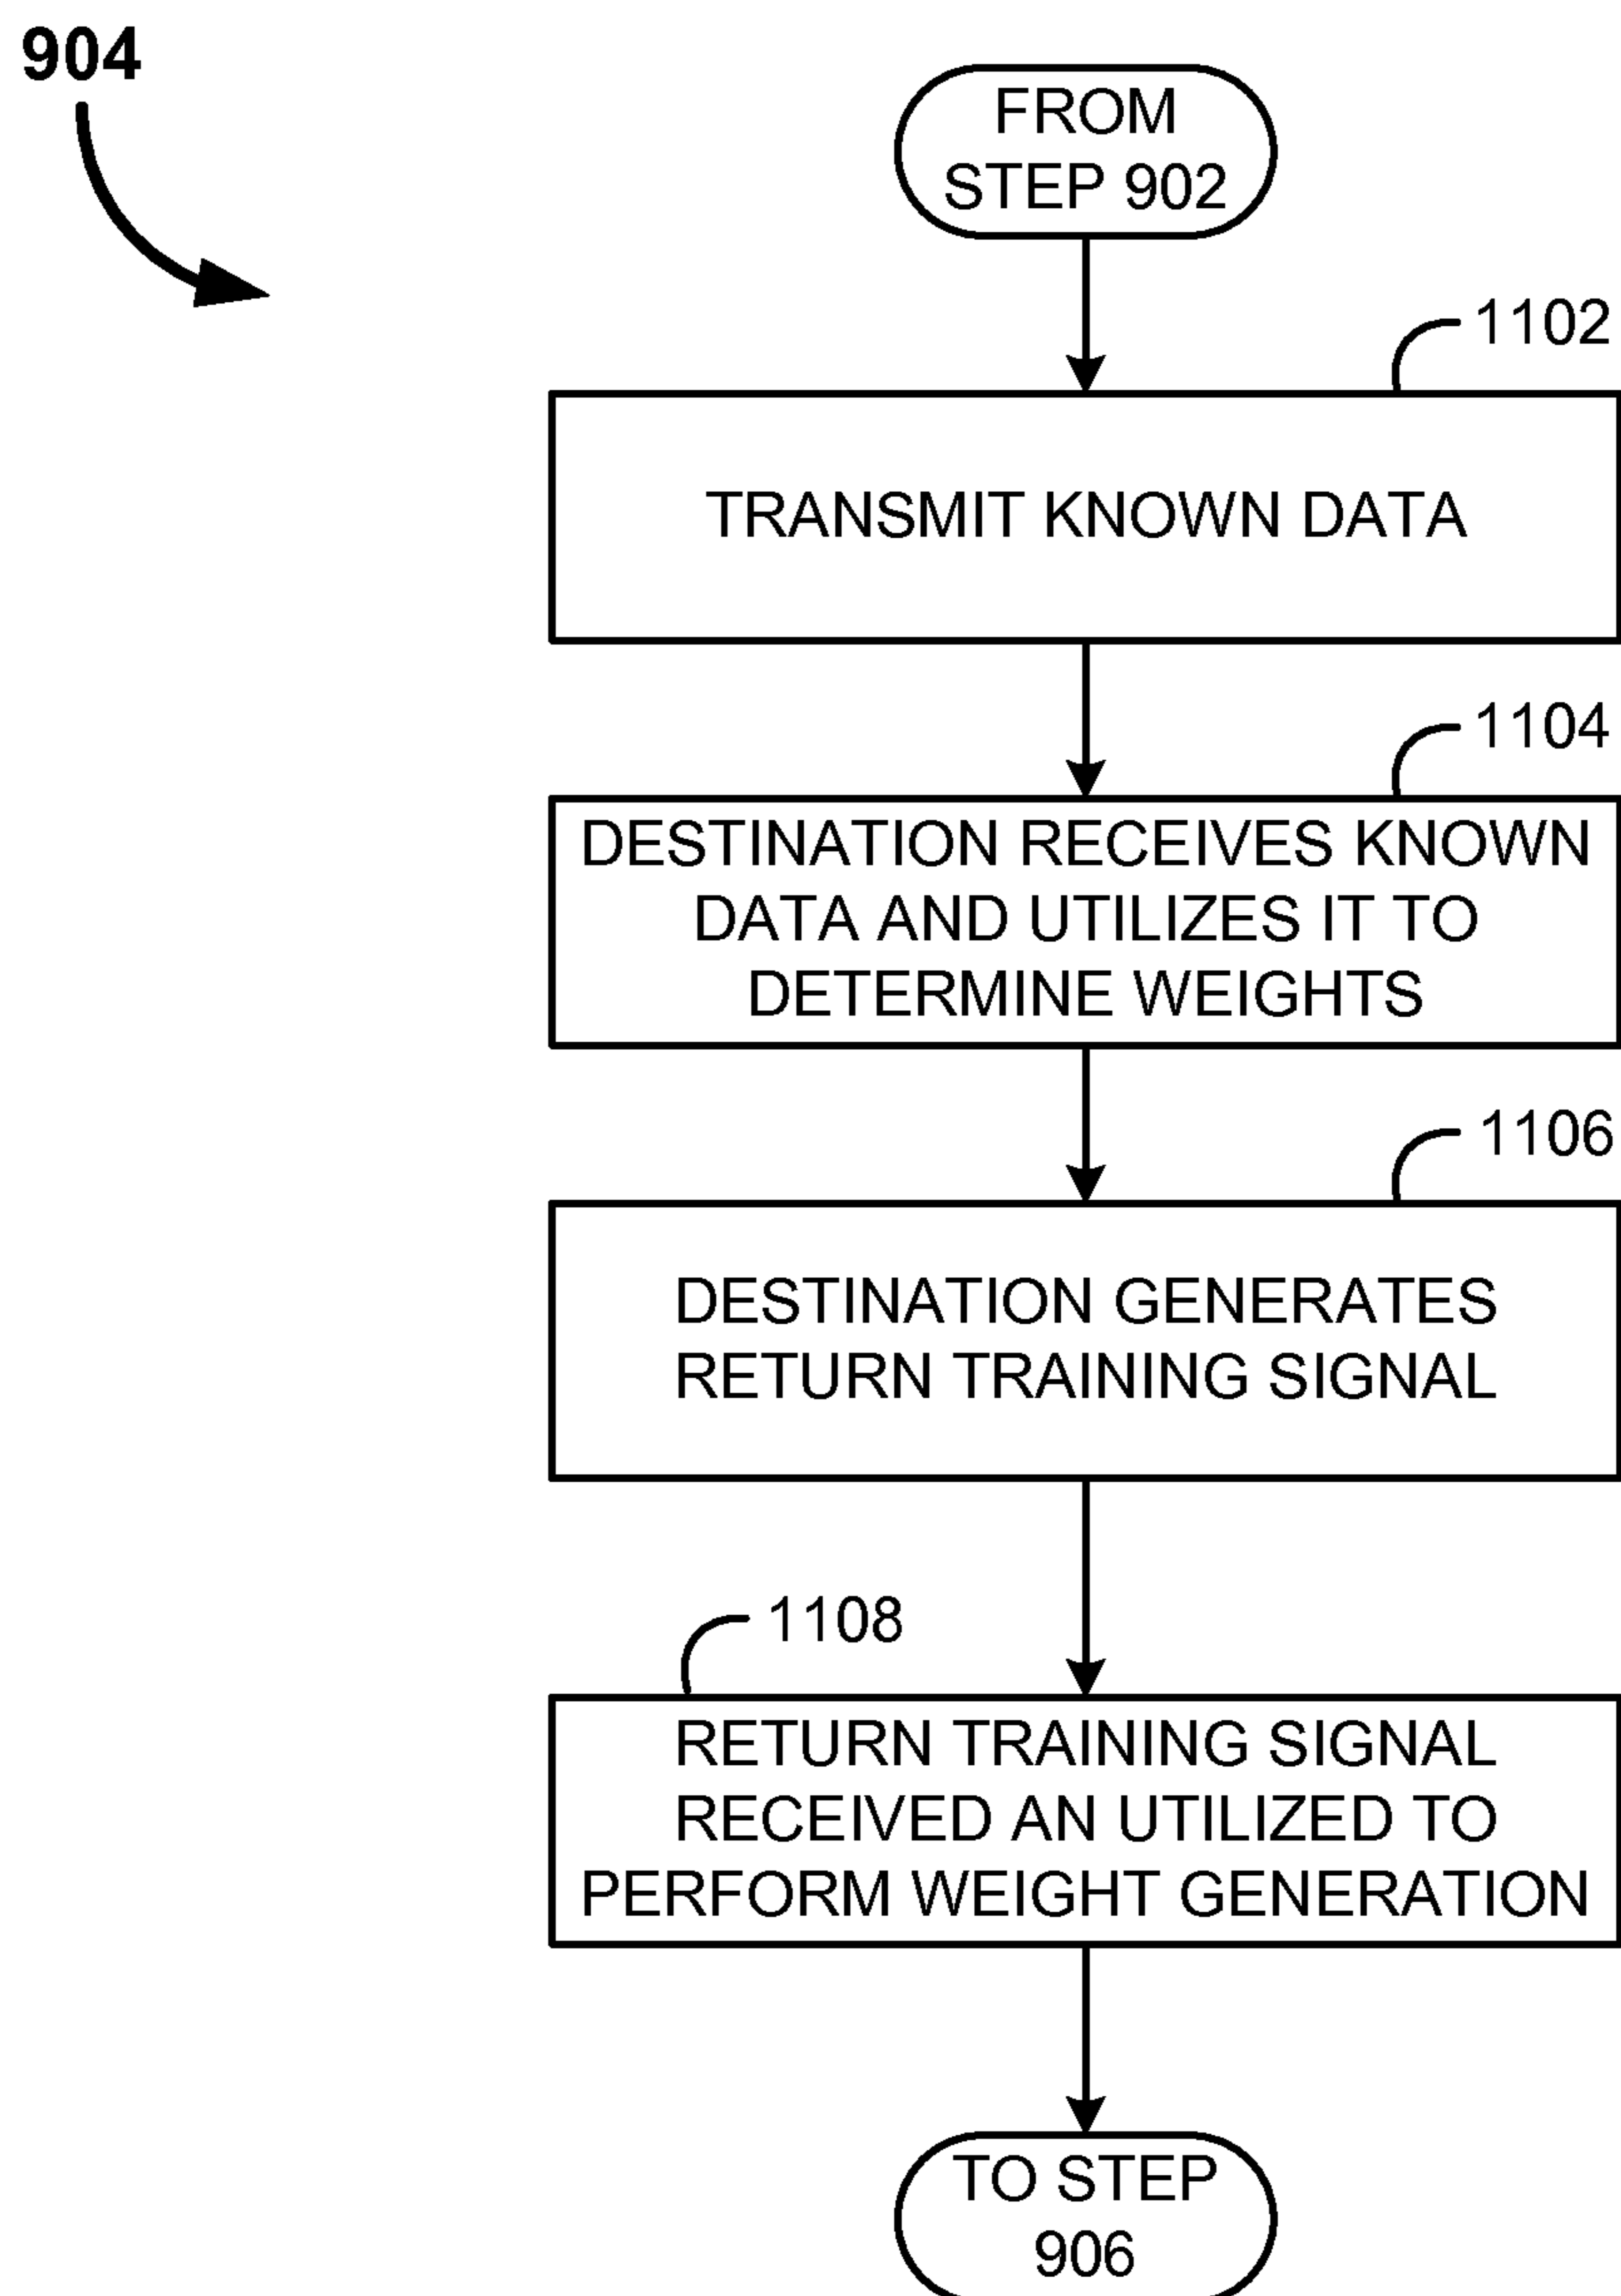 904
FROM
STEP 902
1102
TRANSMIT KNOWN DATA
1104
DESTINATION RECEIVES KNOWN
DATA AND UTILIZES IT TO
DETERMINE WEIGHTS
1106
DESTINATION GENERATES
RETURN TRAINING SIGNAL
1108
RETURN TRAINING SIGNAL
RECEIVED AN UTILIZED TO
PERFORM WEIGHT GENERATION
TO STEP
906